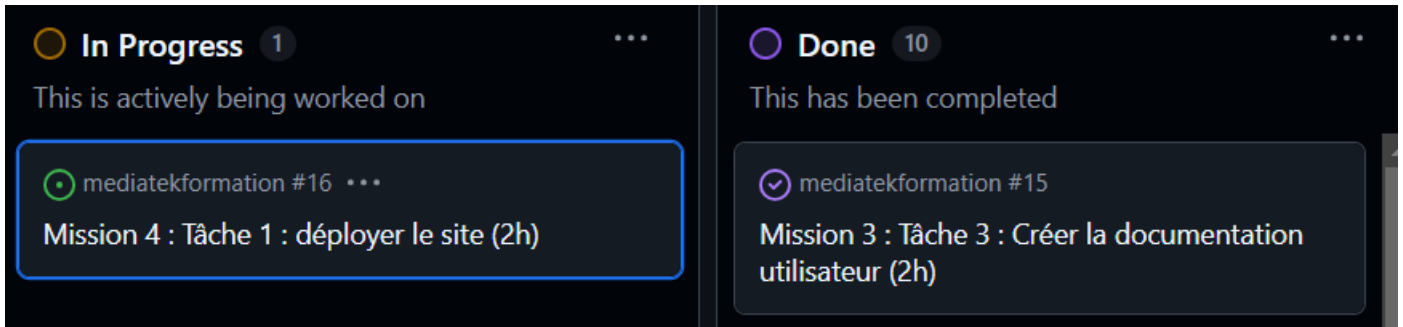 In Progress 1
This is actively being worked on
mediatekformation #16
Mission 4 : Tâche 1 : déployer le site (2h)
Done 10
This has been completed
mediatekformation #15
Mission 3 : Tâche 3 : Créer la documentation
utilisateur (2h)